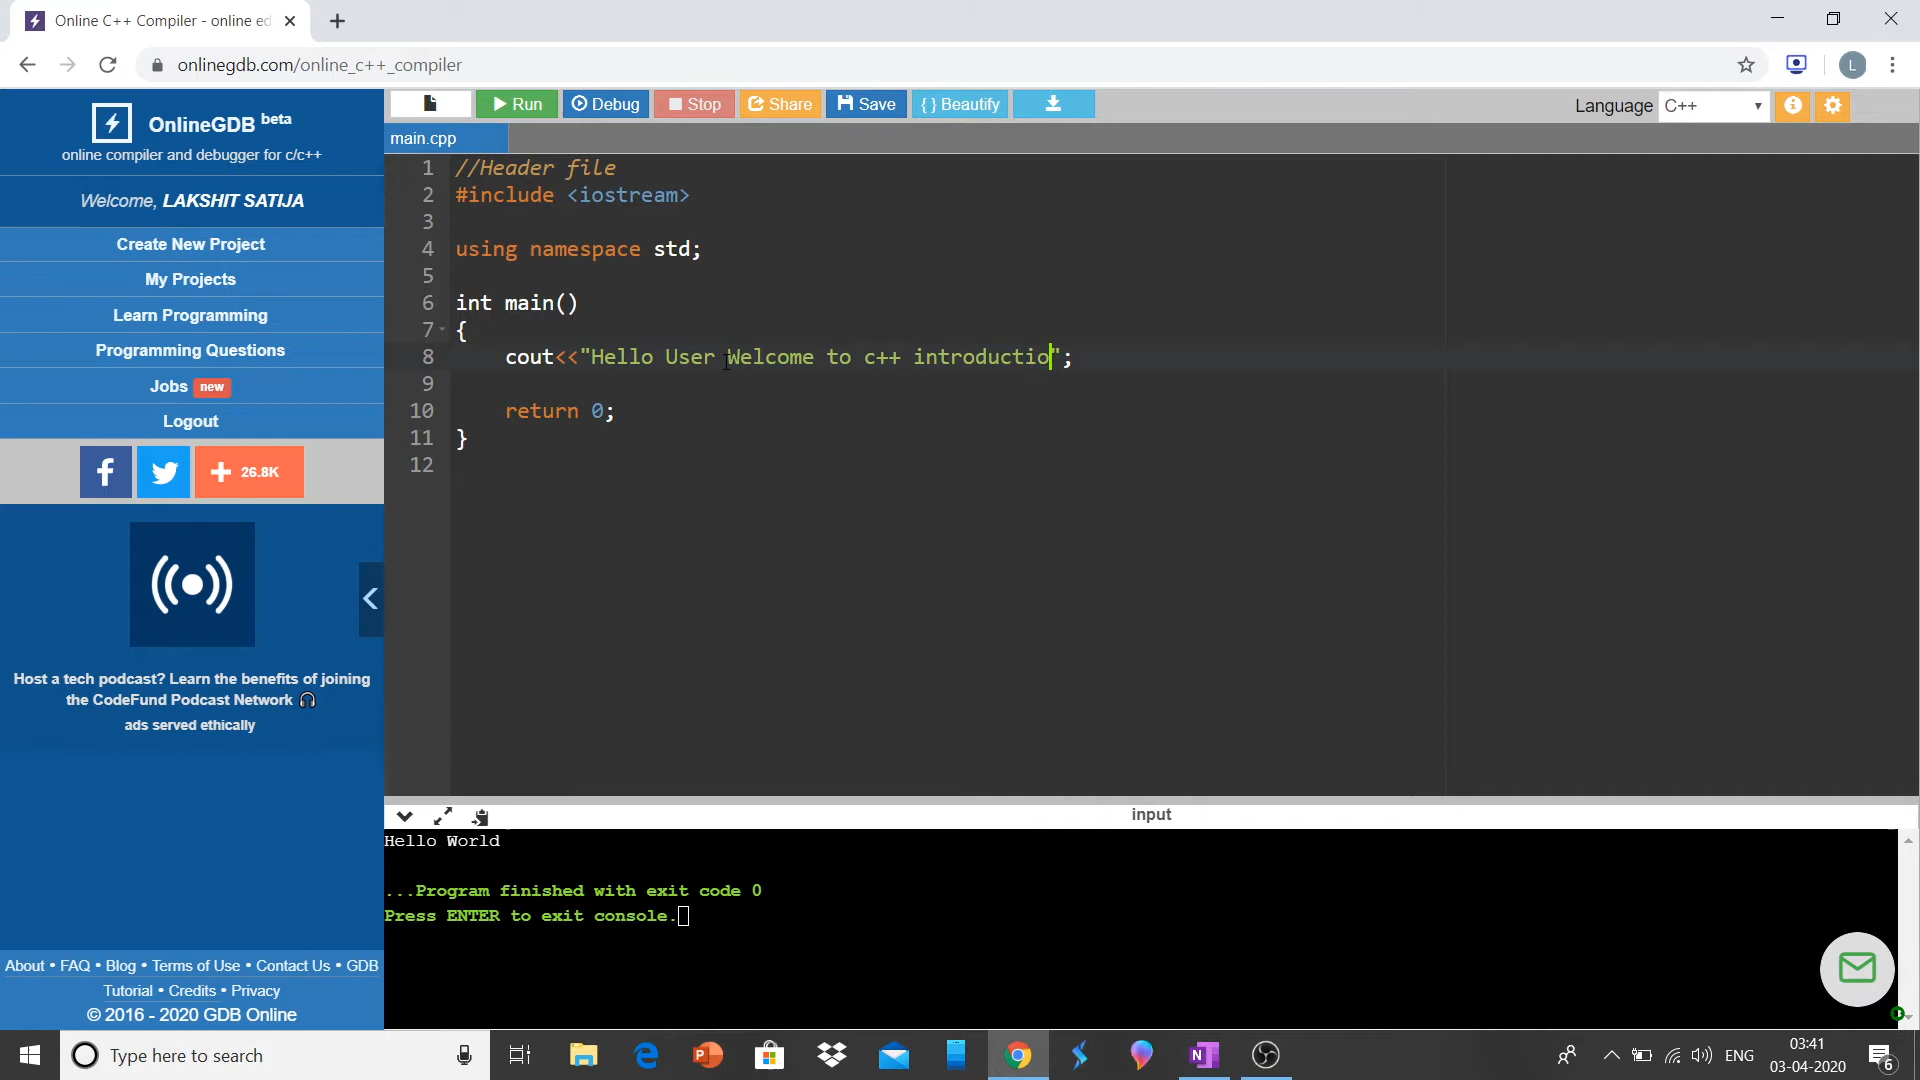 Online C++ Compiler - online ed
onlinegdb.com/online_c++_compiler
L
OnlineGDB beta
online compiler and debugger for c/c++
Welcome, LAKSHIT SATIJA
Create New Project
My Projects
Learn Programming
Programming Questions
Jobs new
Logout
26.8K
Host a tech podcast? Learn the benefits of joining
the CodeFund Podcast Network
ads served ethically
About • FAQ • Blog • Terms of Use • Contact Us • GDB
Tutorial • Credits • Privacy
© 2016 - 2020 GDB Online
Run Debug Stop Share Save { } Beautify
Language C++
main.cpp
1 //Header file
2 #include <iostream>
3
4 using namespace std;
5
6 int main()
7 {
8 cout<<"Hello User Welcome to c++ introductio";
9
10 return 0;
11 }
12
input
Hello World
...Program finished with exit code 0
Press ENTER to exit console.
Type here to search
ENG
03:41
03-04-2020
6